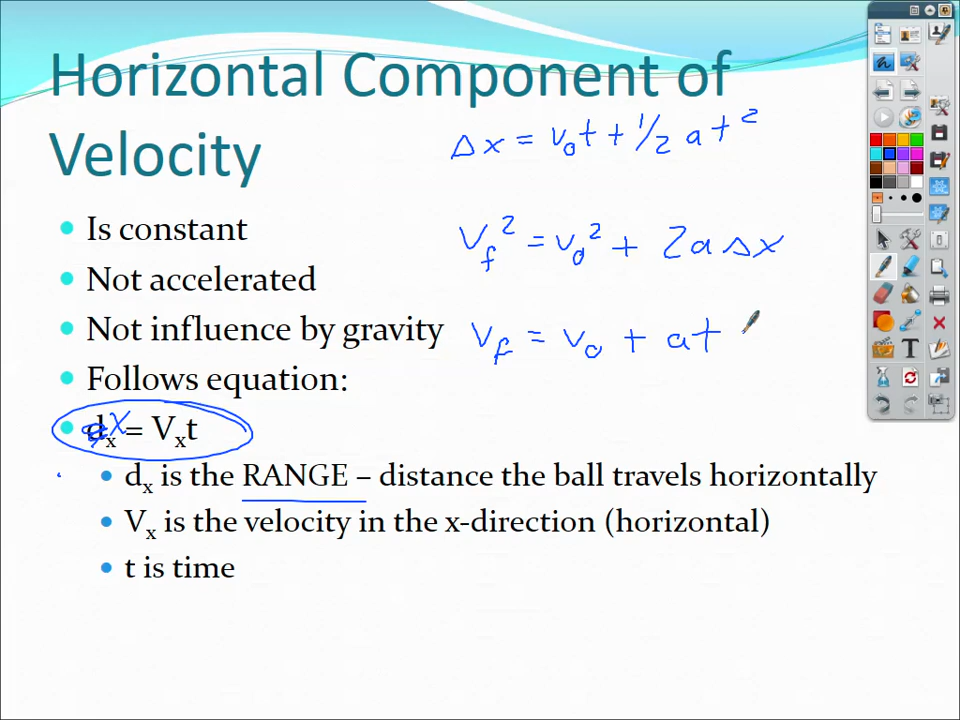 Horizontal Component of
Velocity
Δx = v₀t + 1/2 at²
• Is constant
v_f² = v₀² + 2aΔx
• Not accelerated
• Not influence by gravity
v_f = v₀ + at
• Follows equation:
• dₓ = Vₓt
x
• dₓ is the RANGE – distance the ball travels horizontally
• Vₓ is the velocity in the x-direction (horizontal)
• t is time